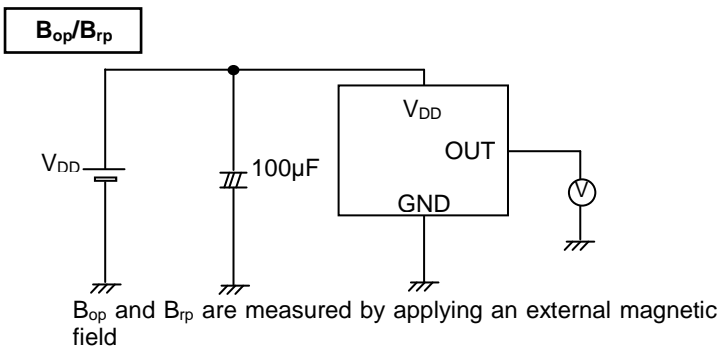 Bop/Brp
VDD
OUT
GND
VDD
100µF
V
Bop and Brp are measured by applying an external magnetic
field